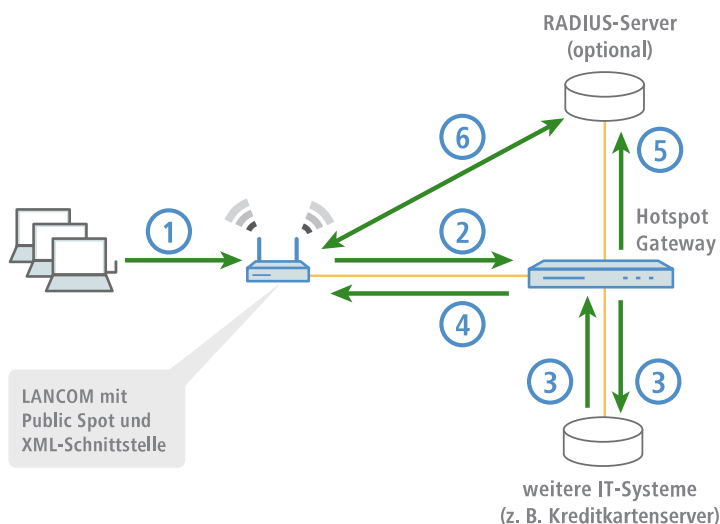 RADIUS-Server
(optional)
6
5
1
2
Hotspot
Gateway
4
3
3
LANCOM mit
Public Spot und
XML-Schnittstelle
weitere IT-Systeme
(z. B. Kreditkartenserver)